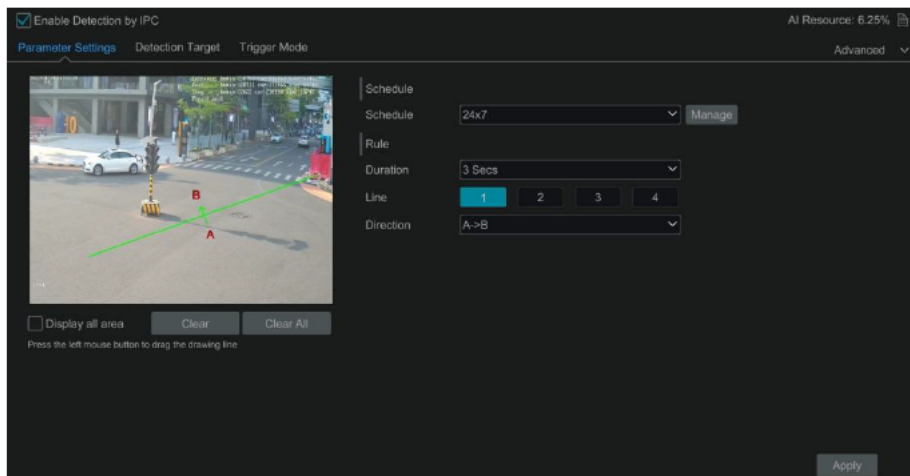 Enable Detection by IPC
AI Resource: 6.25%
Parameter Settings
Detection Target
Trigger Mode
Advanced
Schedule
Schedule
24x7
Manage
Rule
Duration
3 Secs
Line
1
2
3
4
Direction
A->B
B
A
Display all area
Clear
Clear All
Press the left mouse button to drag the drawing line
Apply